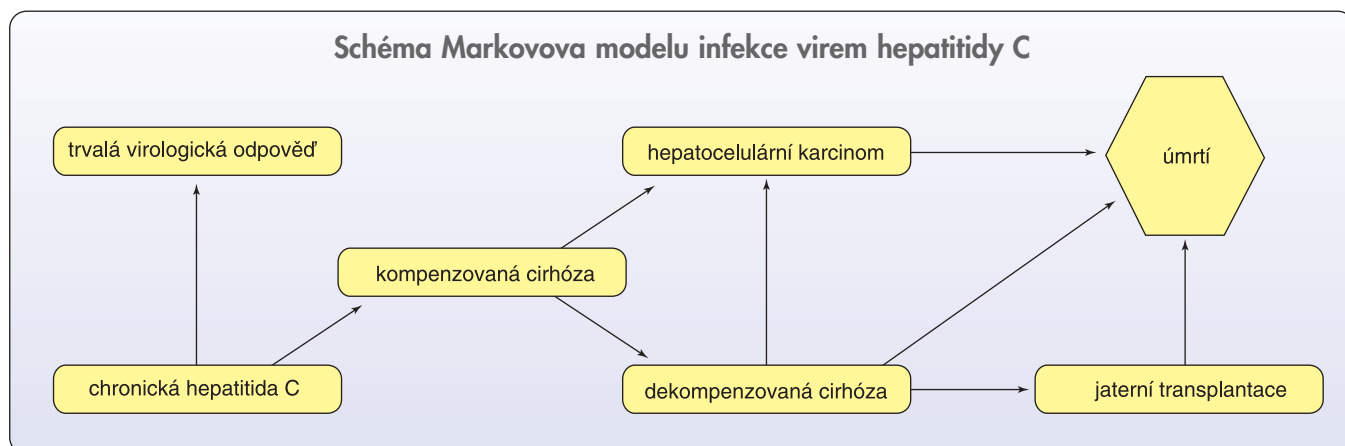 Schéma Markovova modelu infekce virem hepatitidy C
trvalá virologická odpověď
hepatocelulární karcinom
úmrtí
kompenzovaná cirhóza
chronická hepatitida C
dekompenzovaná cirhóza
jaterní transplantace